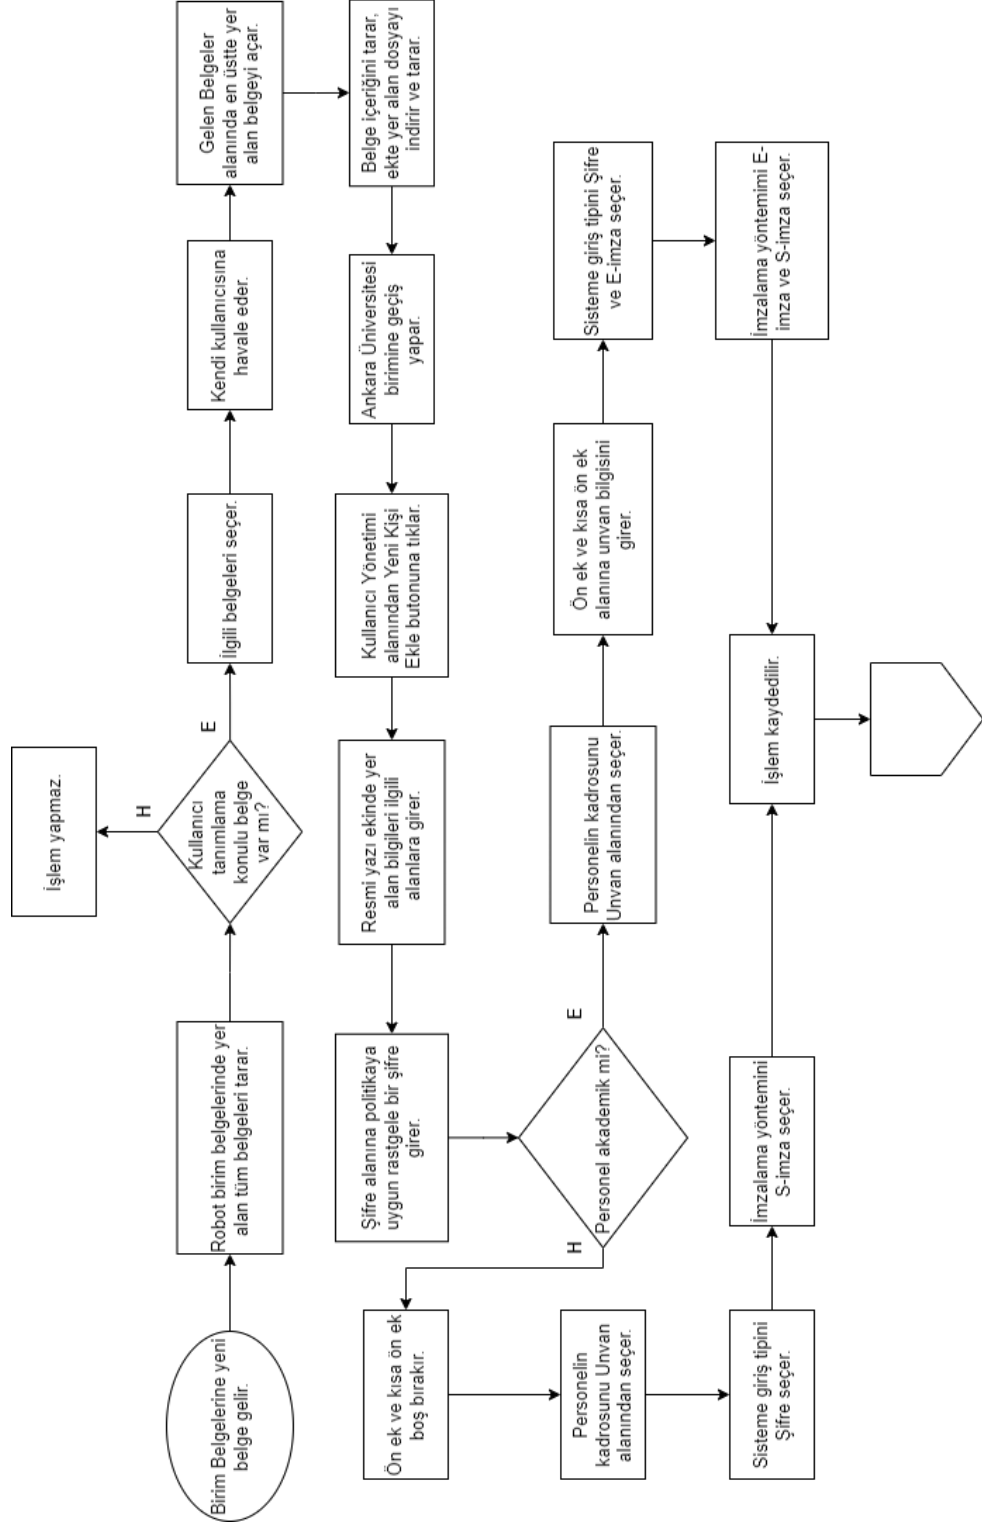 Birim Belgelerine yeni
belge gelir.
Robot birim belgelerinde yer
alan tüm belgeleri tarar.
Kullanıcı
tanımlama
konulu belge
var mı?
H
İşlem yapmaz.
E
İlgili belgeleri seçer.
Kendi kullanıcısına
havale eder.
Gelen Belgeler
alanında en üstte yer
alan belgeyi açar.
Belge içeriğini tarar,
ekte yer alan dosyayı
indirir ve tarar.
Ankara Üniversitesi
birimine geçiş
yapar.
Kullanıcı Yönetimi
alanından Yeni Kişi
Ekle butonuna tıklar.
Resmi yazı ekinde yer
alan bilgileri ilgili
alanlara girer.
Şifre alanına politikaya
uygun rastgele bir şifre
girer.
Personel akademik mi?
H
Ön ek ve kısa ön ek
boş bırakır.
Personelin
kadrosunu Unvan
alanından seçer.
Sisteme giriş tipini
Şifre seçer.
İmzalama yöntemini
S-imza seçer.
E
Personelin kadrosunu
Unvan alanından seçer.
Ön ek ve kısa ön ek
alanına unvan bilgisini
girer.
Sisteme giriş tipini Şifre
ve E-imza seçer.
İmzalama yöntemimi E-
imza ve S-imza seçer.
İşlem kaydedilir.